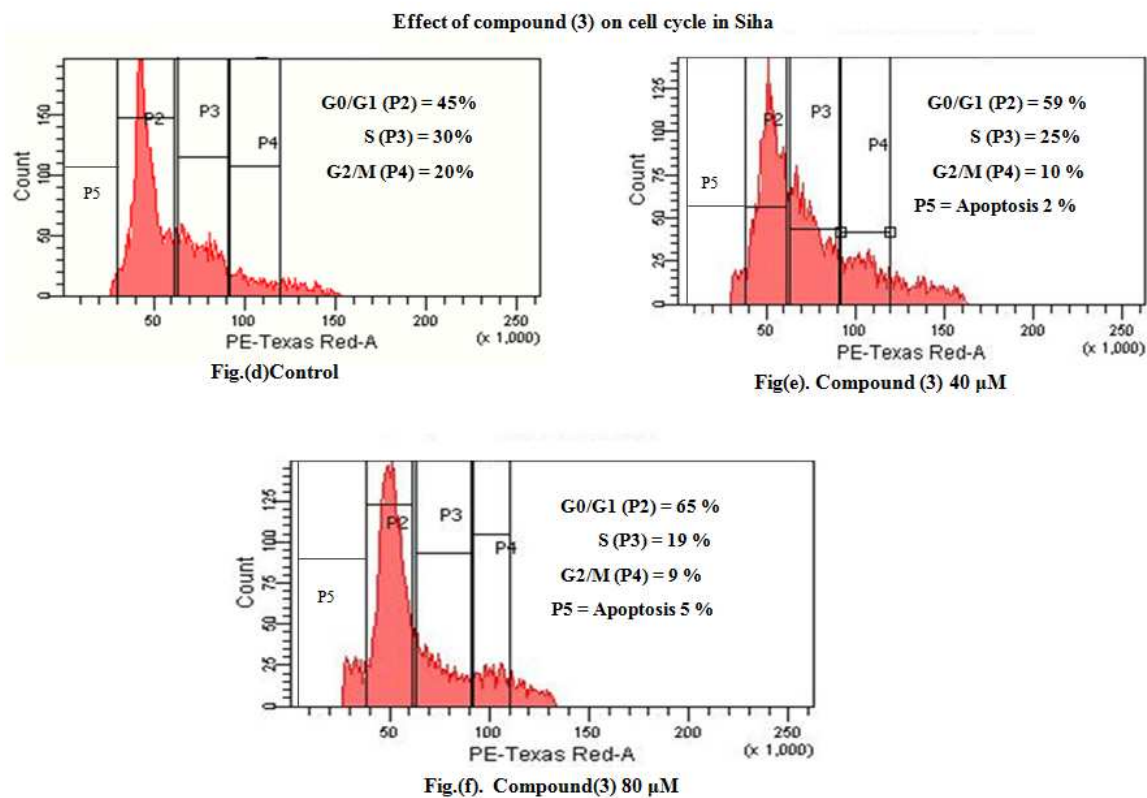 Effect of compound (3) on cell cycle in Siha
P2
P3
P4
P5
G0/G1 (P2) = 45%
S (P3) = 30%
G2/M (P4) = 20%
Count
0
50
100
150
50 100 150 200 250
PE-Texas Red-A
(x 1,000)
Fig.(d)Control
P2
P3
P4
P5
G0/G1 (P2) = 59 %
S (P3) = 25%
G2/M (P4) = 10 %
P5 = Apoptosis 2 %
Count
0
25
50
75
100
125
50 100 150 200 250
PE-Texas Red-A
(x 1,000)
Fig(e). Compound (3) 40 µM
P2
P3
P4
P5
G0/G1 (P2) = 65 %
S (P3) = 19 %
G2/M (P4) = 9 %
P5 = Apoptosis 5 %
Count
0
25
50
75
100
125
50 100 150 200 250
PE-Texas Red-A
(x 1,000)
Fig.(f). Compound(3) 80 µM